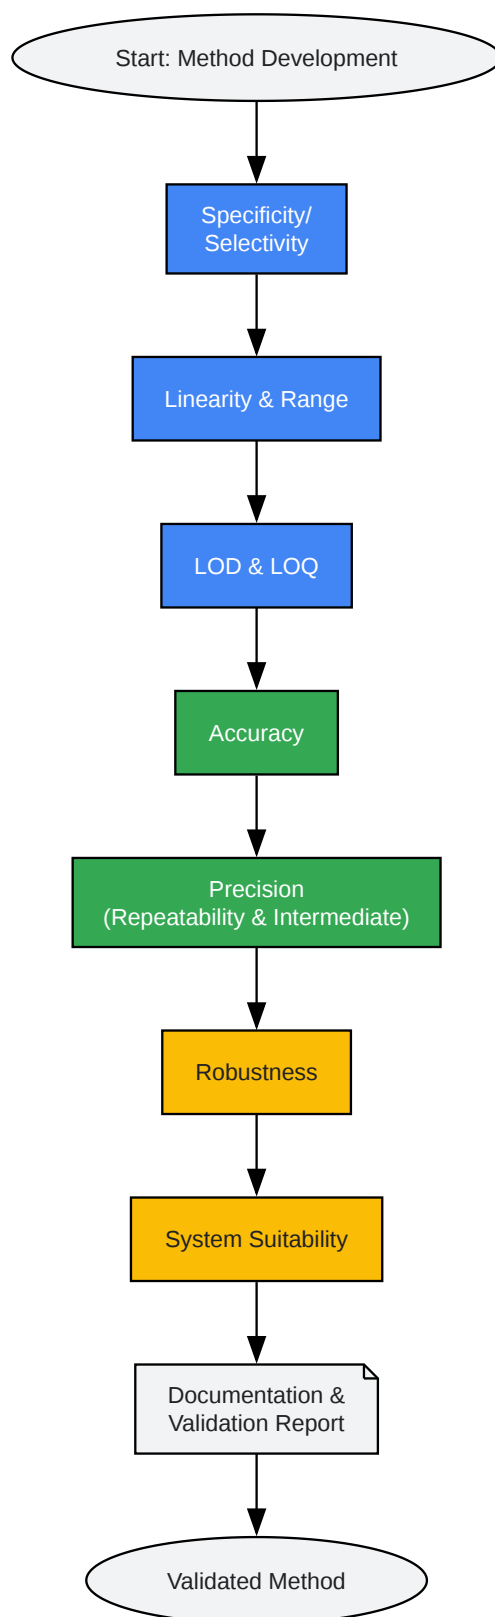 Start: Method Development
Specificity/
Selectivity
Linearity & Range
LOD & LOQ
Accuracy
Precision
(Repeatability & Intermediate)
Robustness
System Suitability
Documentation &
Validation Report
Validated Method